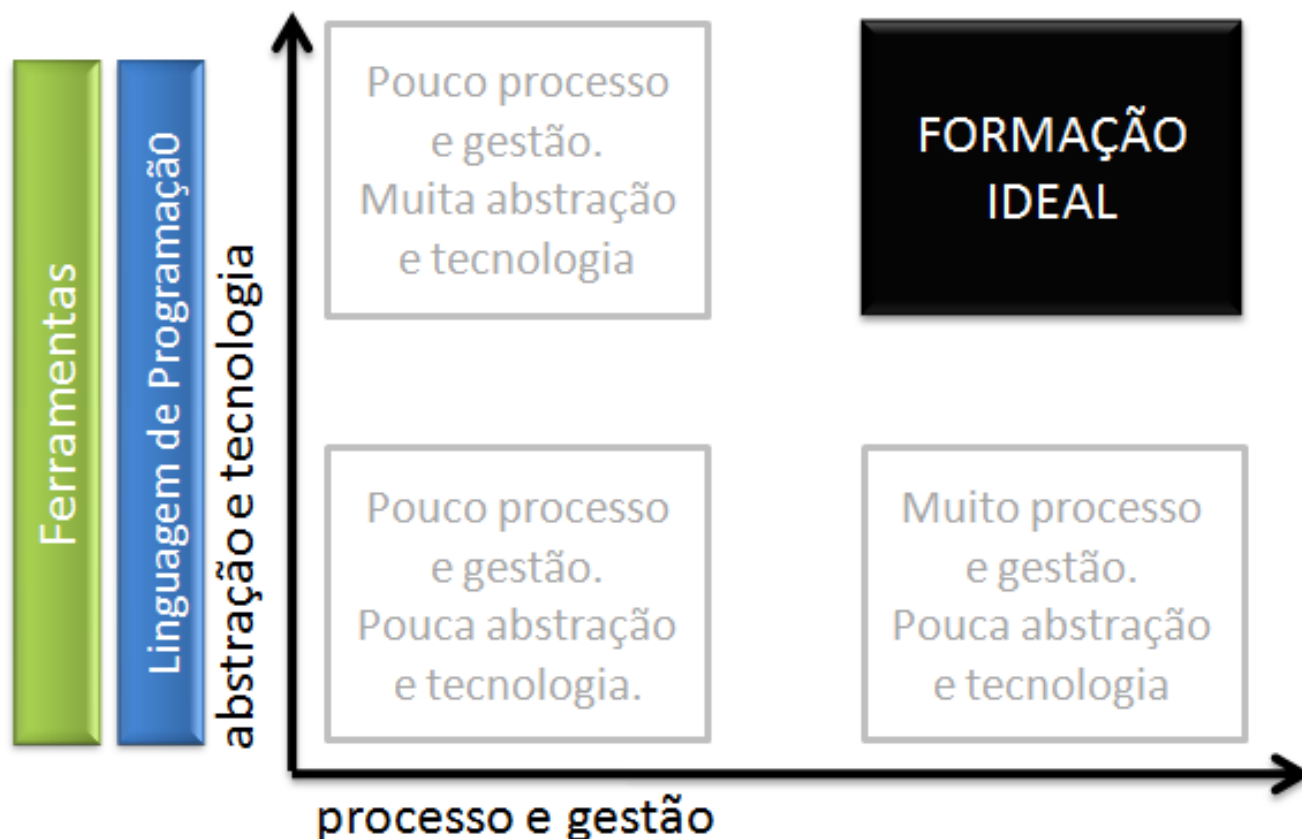 Ferramentas
Linguagem de Programação
abstração e tecnologia
Pouco processo
e gestão.
Muita abstração
e tecnologia
FORMAÇÃO
IDEAL
Pouco processo
e gestão.
Pouca abstração
e tecnologia.
Muito processo
e gestão.
Pouca abstração
e tecnologia
processo e gestão